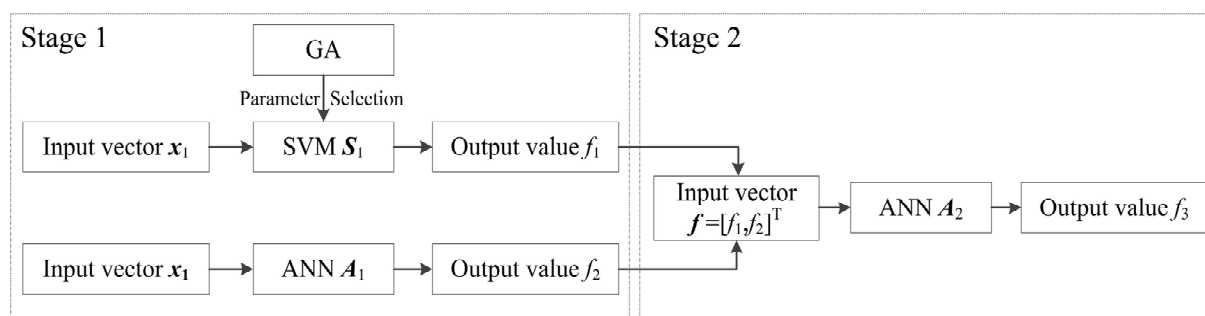 Stage 1
GA
Parameter Selection
Input vector x₁
SVM S₁
Output value f₁
Input vector x₁
ANN A₁
Output value f₂
Stage 2
Input vector
f=[f₁,f₂]ᵀ
ANN A₂
Output value f₃